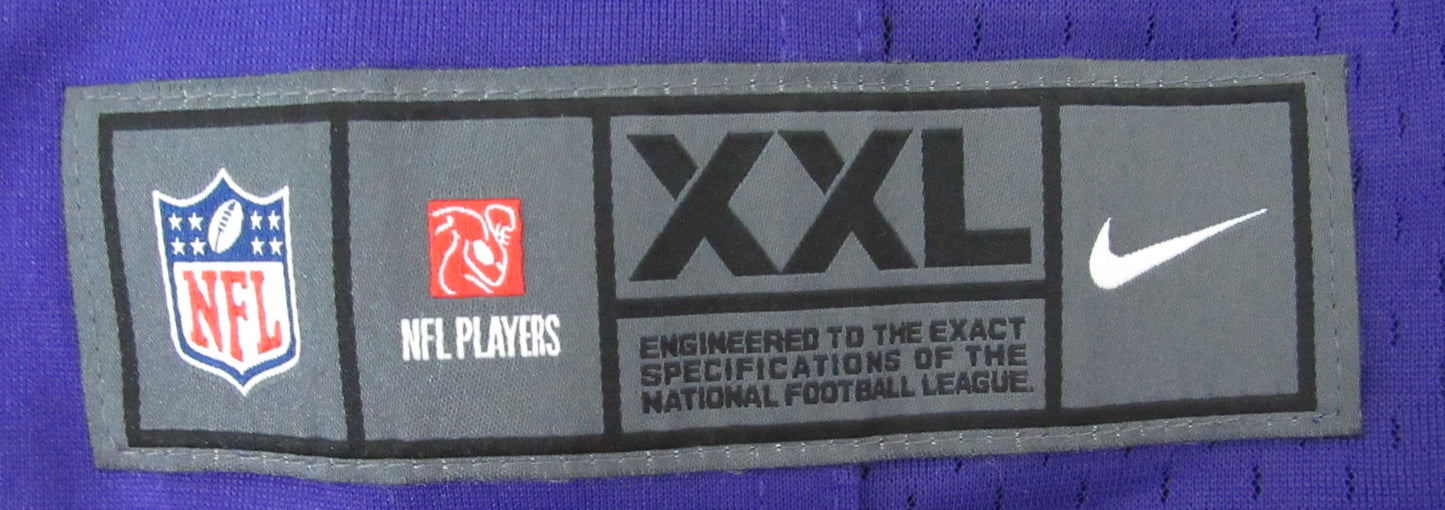 NFL
NFL PLAYERS
XXL
ENGINEERED TO THE EXACT
SPECIFICATIONS OF THE
NATIONAL FOOTBALL LEAGUE.